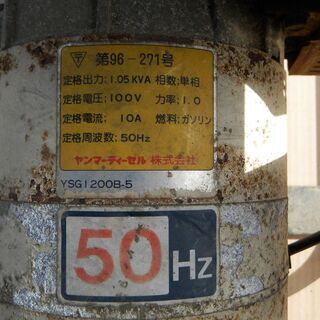 第96-271号
定格出力:1.05KVA 相数:単相
定格電圧:100V 力率:1.0
定格電流: 10A 燃料:ガソリン
定格周波数:50Hz
ヤンマーディーゼル 株式会社
YSG1200B-5
50Hz